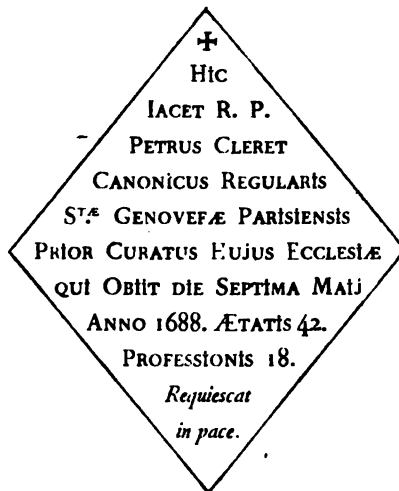 ✠
Hic
Iacet R. P.
Petrus Cleret
Canonicus Regularis
Sᵀ·Æ Genovefæ Parisiensis
Prior Curatus Hujus Ecclesiæ
qui Obiit die Septima Maij
Anno 1688. Ætatis 42.
Professionis 18.
Requiescat
in pace.